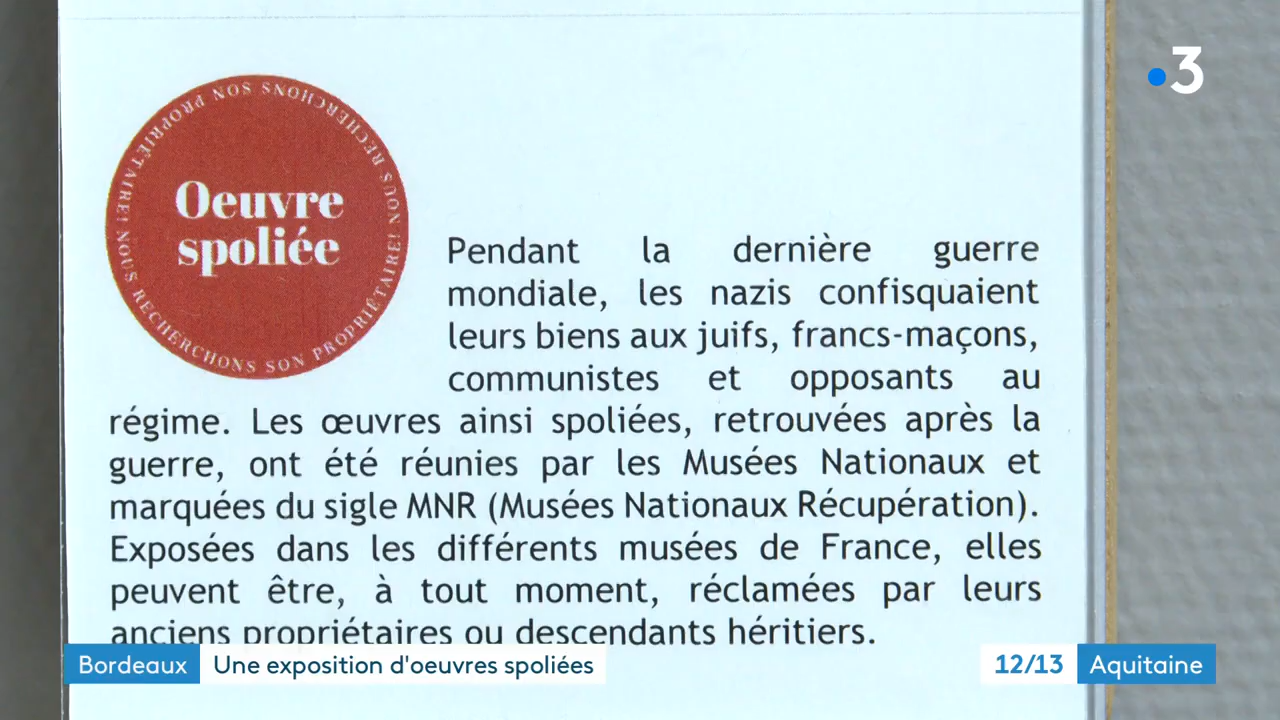 3
NOUS RECHERCHONS SON PROPRIÉTAIRE! NOUS RECHERCHONS SON PROPRIÉTAIRE!
Oeuvre
spoliée
Pendant la dernière guerre
mondiale, les nazis confisquaient
leurs biens aux juifs, francs-maçons,
communistes et opposants au
régime. Les œuvres ainsi spoliées, retrouvées après la
guerre, ont été réunies par les Musées Nationaux et
marquées du sigle MNR (Musées Nationaux Récupération).
Exposées dans les différents musées de France, elles
peuvent être, à tout moment, réclamées par leurs
anciens propriétaires ou descendants héritiers.
Bordeaux Une exposition d'oeuvres spoliées
12/13 Aquitaine